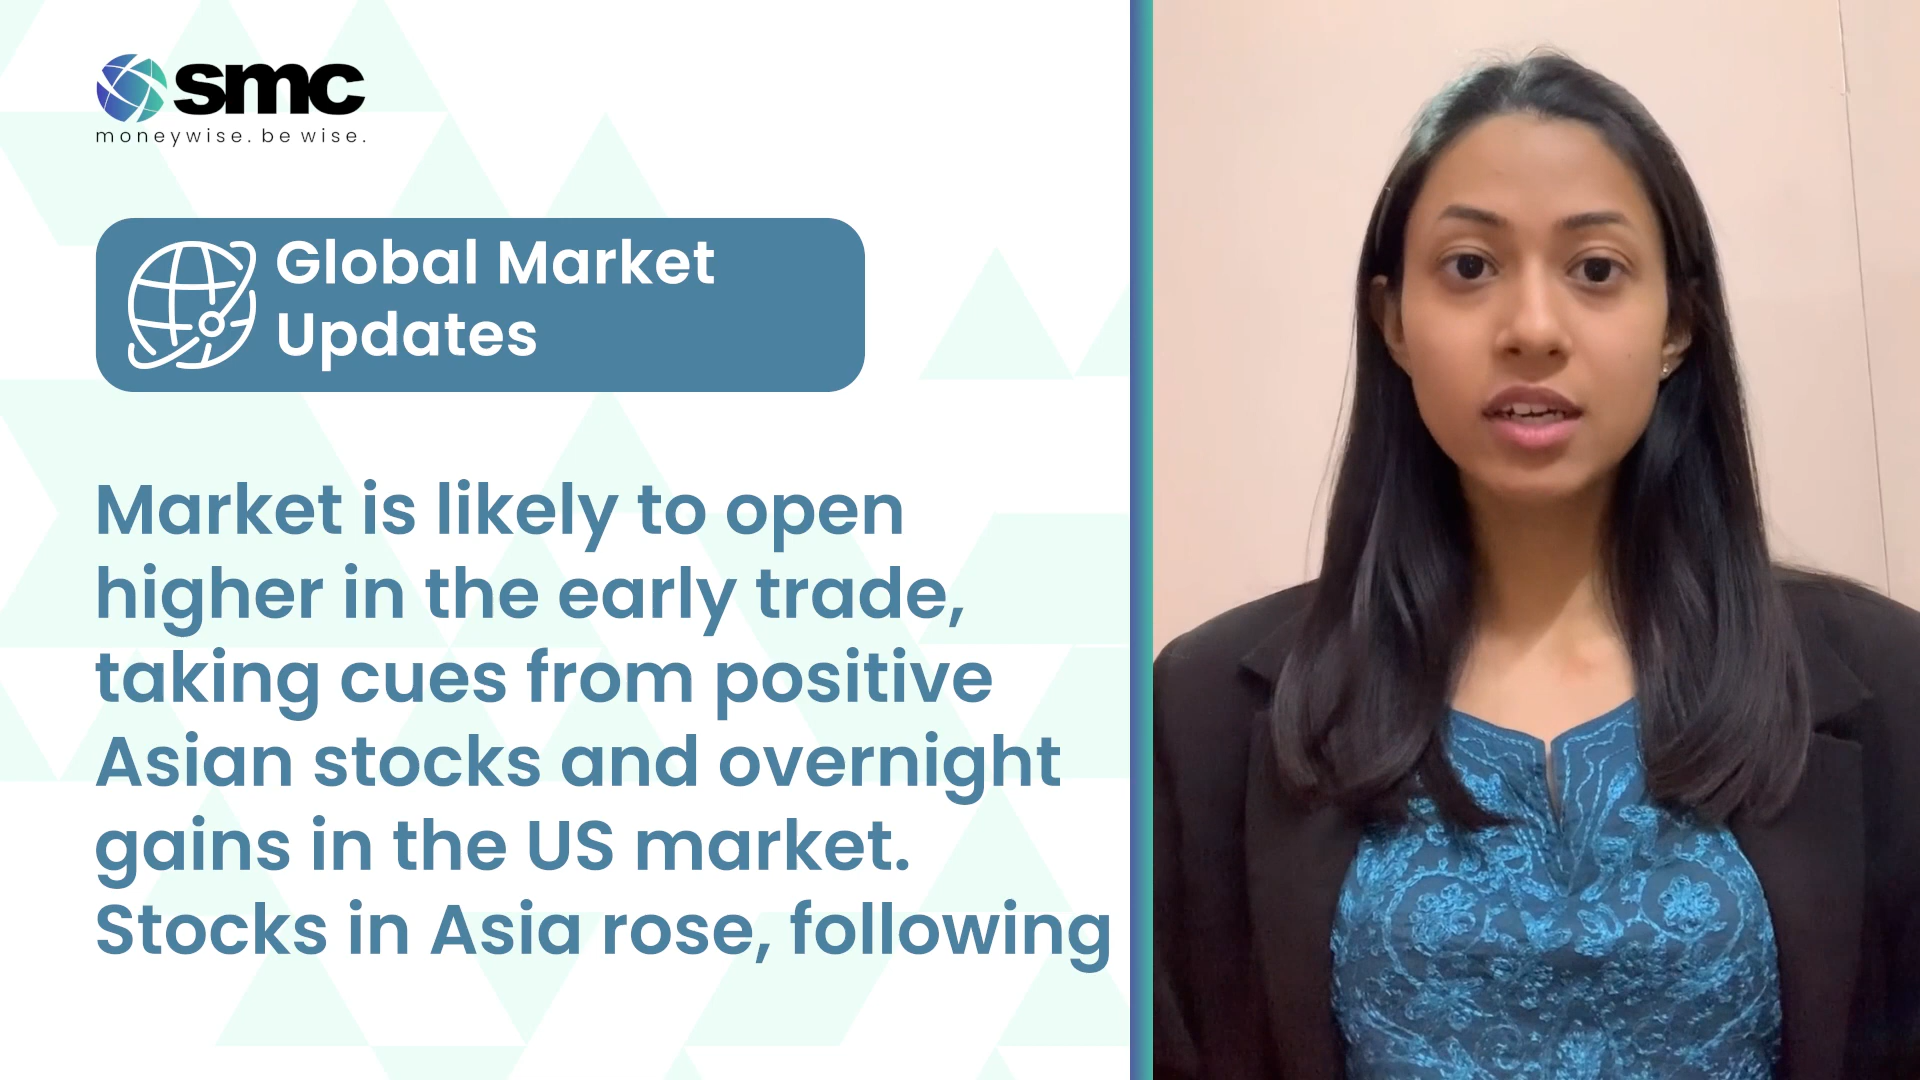 smc
moneywise. be wise.
Global Market
Updates
Market is likely to open
higher in the early trade,
taking cues from positive
Asian stocks and overnight
gains in the US market.
Stocks in Asia rose, following